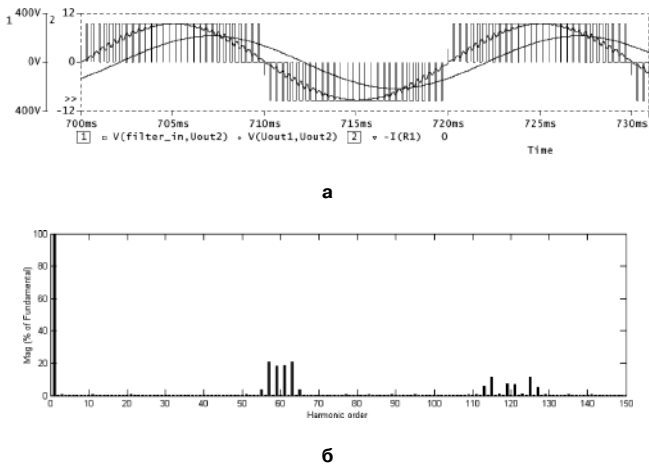 1 400V 2 12
0V 0
>>
400V -12
700ms 705ms 710ms 715ms 720ms 725ms 730ms
1 V(filter_in,Uout2) V(Uout1,Uout2) 2 -I(R1) 0
Time
а
100
80
60
40
20
0
Mag (% of Fundamental)
0 10 20 30 40 50 60 70 80 90 100 110 120 130 140 150
Harmonic order
б